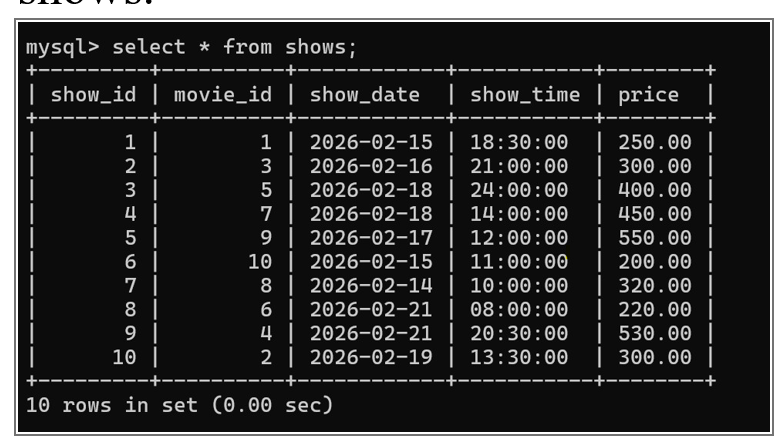 shows:
mysql> select * from shows;
+---------+----------+------------+-----------+--------+
| show_id | movie_id | show_date  | show_time | price  |
+---------+----------+------------+-----------+--------+
|       1 |        1 | 2026-02-15 | 18:30:00  | 250.00 |
|       2 |        3 | 2026-02-16 | 21:00:00  | 300.00 |
|       3 |        5 | 2026-02-18 | 24:00:00  | 400.00 |
|       4 |        7 | 2026-02-18 | 14:00:00  | 450.00 |
|       5 |        9 | 2026-02-17 | 12:00:00  | 550.00 |
|       6 |       10 | 2026-02-15 | 11:00:00  | 200.00 |
|       7 |        8 | 2026-02-14 | 10:00:00  | 320.00 |
|       8 |        6 | 2026-02-21 | 08:00:00  | 220.00 |
|       9 |        4 | 2026-02-21 | 20:30:00  | 530.00 |
|      10 |        2 | 2026-02-19 | 13:30:00  | 300.00 |
+---------+----------+------------+-----------+--------+
10 rows in set (0.00 sec)